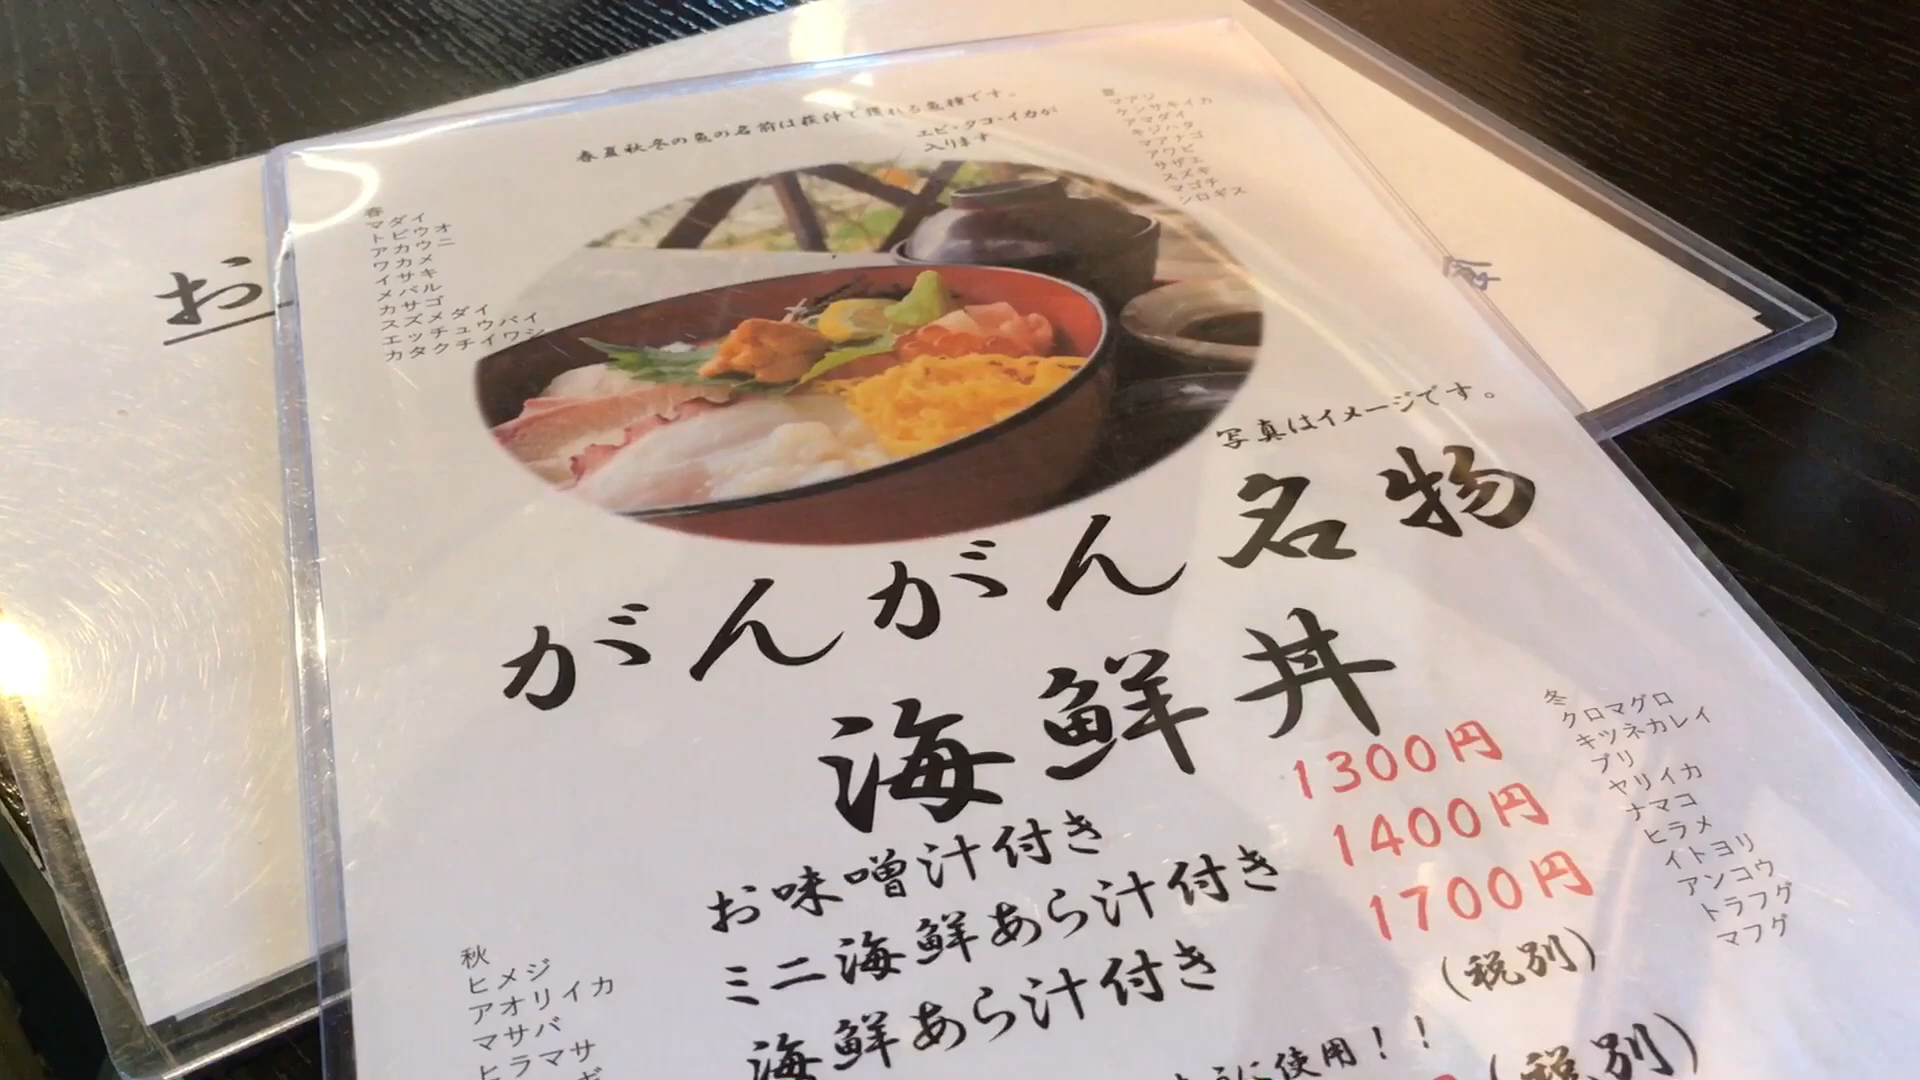 春夏秋冬の魚の名前は萩沖で獲れる魚種です。
エビ・タコ・イカが
入ります
夏
マアジ
ケンサキイカ
アマダイ
キジハタ
マアナゴ
アワビ
サザエ
スズキ
マゴチ
シロギス
春
マダイ
トビウオ
アカウニ
ワカメ
イサキ
メバル
カサゴ
スズメダイ
エッチュウバイ
カタクチイワシ
お
写真はイメージです。
がんがん名物
海鮮丼
お味噌汁付き 1300円
ミニ海鮮あら汁付き 1400円
海鮮あら汁付き 1700円
(税別)
冬
クロマグロ
キツネカレイ
ブリ
ヤリイカ
ナマコ
ヒラメ
イトヨリ
アンコウ
トラフグ
マフグ
秋
ヒメジ
アオリイカ
マサバ
ヒラマサ
に使用!!
(税別)